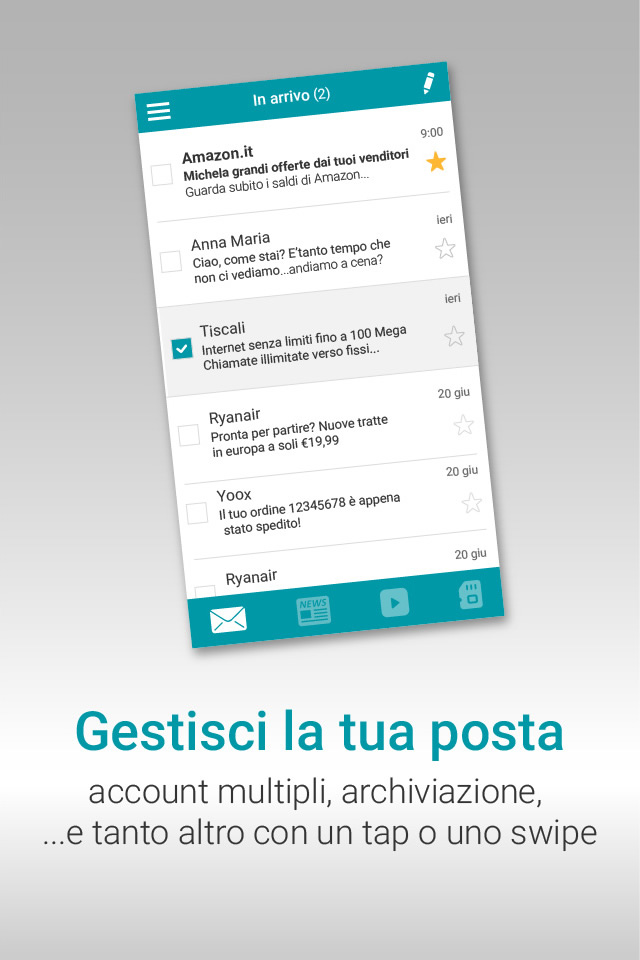 In arrivo (2)
Amazon.it
9:00
Michela grandi offerte dai tuoi venditori
Guarda subito i saldi di Amazon...
Anna Maria
ieri
Ciao, come stai? E'tanto tempo che
non ci vediamo...andiamo a cena?
Tiscali
ieri
Internet senza limiti fino a 100 Mega
Chiamate illimitate verso fissi...
Ryanair
20 giu
Pronta per partire? Nuove tratte
in europa a soli €19,99
Yoox
20 giu
Il tuo ordine 12345678 è appena
stato spedito!
Ryanair
20 giu
NEWS
Gestisci la tua posta
account multipli, archiviazione,
...e tanto altro con un tap o uno swipe